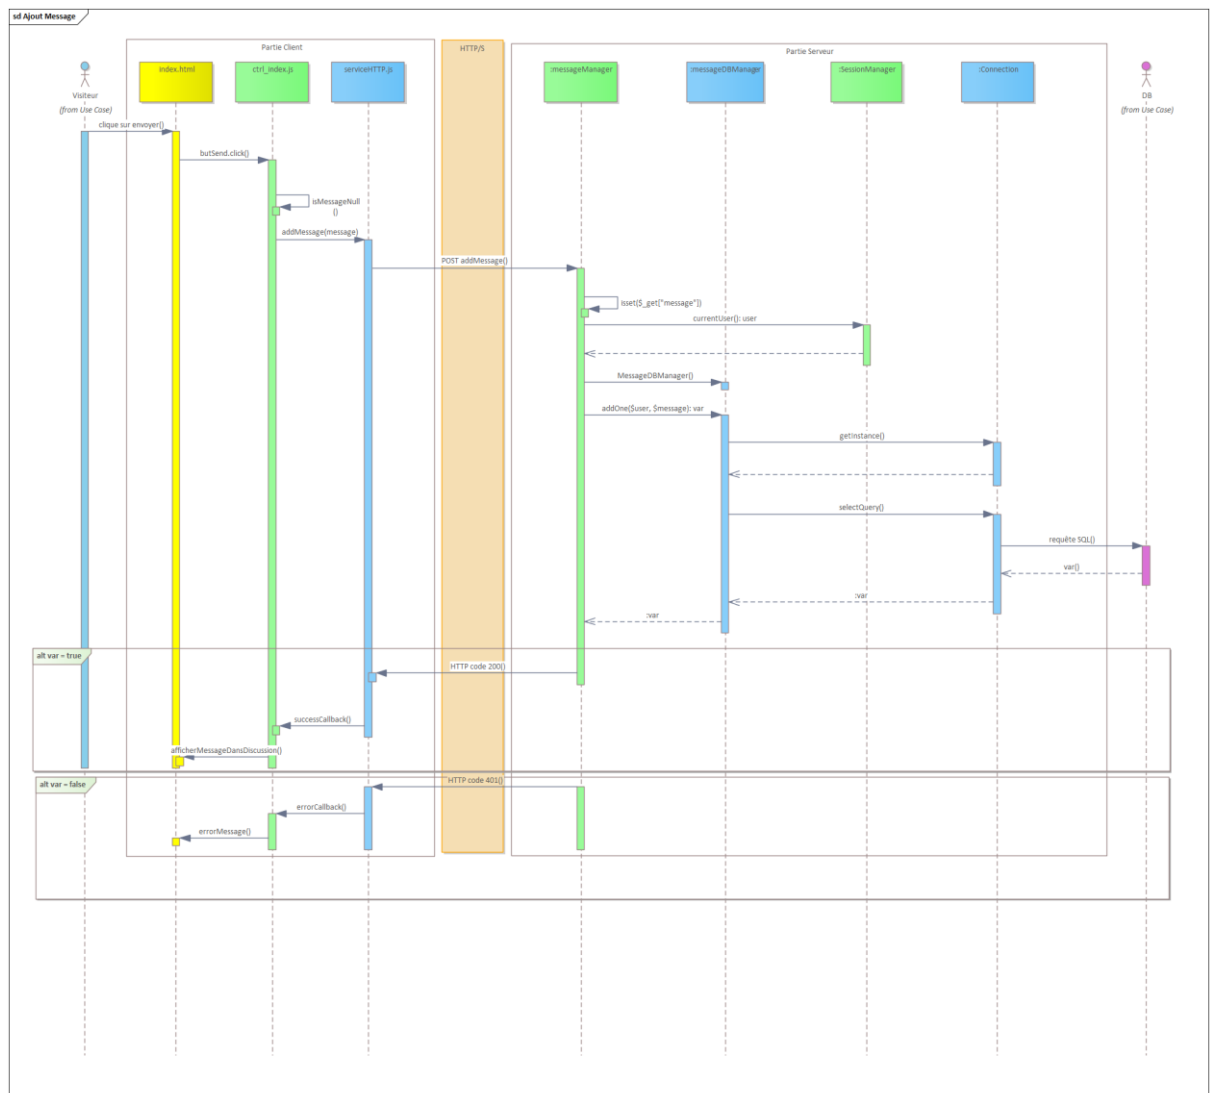 sd Ajout Message
Partie Client
HTTP/S
Partie Serveur
index.html
ctrl_index.js
serviceHTTP.js
:messageManager
:messageDBManager
:SessionManager
:Connection
Visiteur
(from Use Case)
DB
(from Use Case)
clique sur envoyer()
butSend.click()
isMessageNull
()
addMessage(message)
POST addMessage()
isset($_get["message"])
currentUser(): user
MessageDBManager()
addOne($user, $message): var
getInstance()
selectQuery()
requête SQL()
var()
:var
:var
alt var = true
HTTP code 200()
successCallback()
afficherMessageDansDiscussion()
alt var = false
HTTP code 401()
errorCallback()
errorMessage()